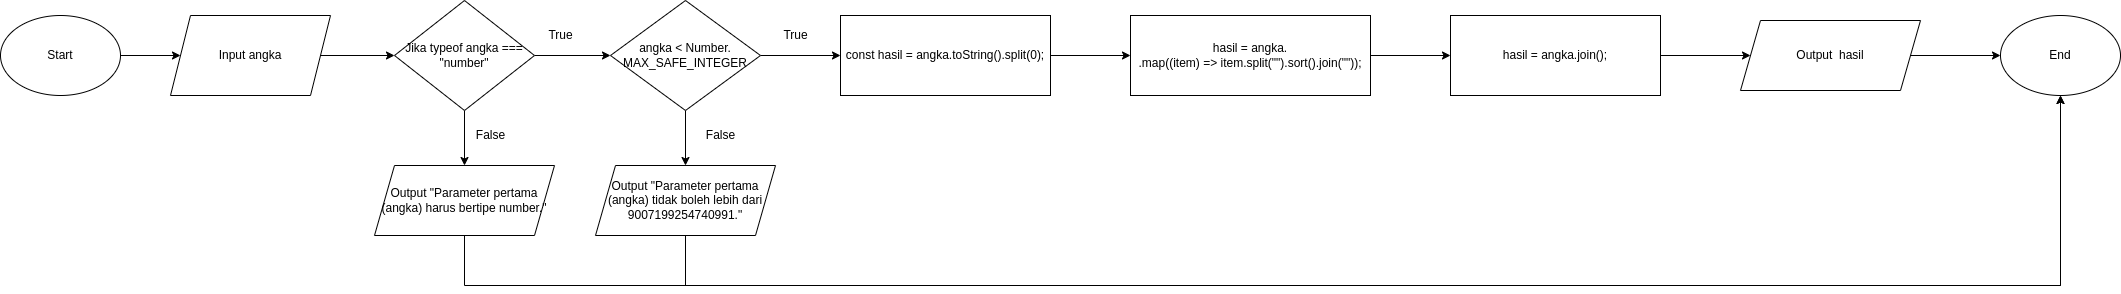 Start
Input angka
Jika typeof angka ===
"number"
True
angka < Number.
MAX_SAFE_INTEGER
True
const hasil = angka.toString().split(0);
hasil = angka.
.map((item) => item.split("").sort().join(""));
hasil = angka.join();
Output  hasil
End
False
False
Output "Parameter pertama
(angka) harus bertipe number."
Output "Parameter pertama
(angka) tidak boleh lebih dari
9007199254740991."